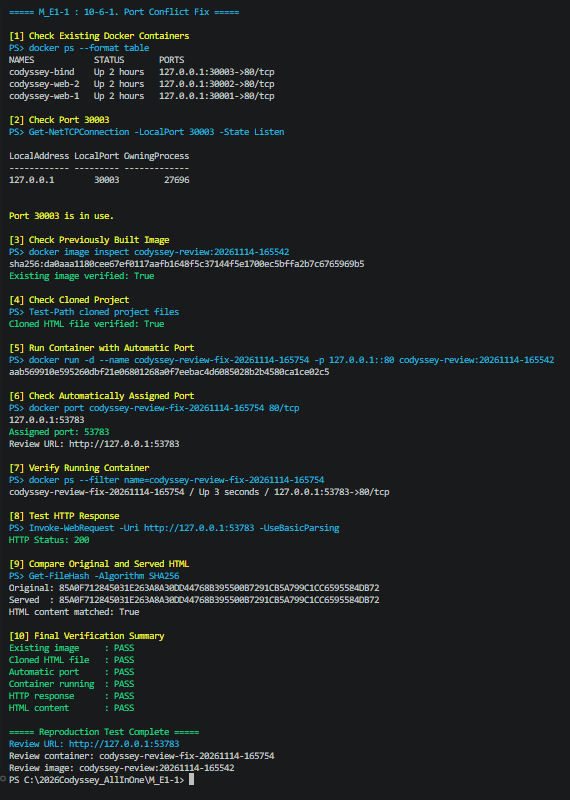 ===== M_E1-1 : 10-6-1. Port Conflict Fix =====
[1] Check Existing Docker Containers
PS> docker ps --format table
NAMES STATUS PORTS
codyssey-bind Up 2 hours 127.0.0.1:30003->80/tcp
codyssey-web-2 Up 2 hours 127.0.0.1:30002->80/tcp
codyssey-web-1 Up 2 hours 127.0.0.1:30001->80/tcp
[2] Check Port 30003
PS> Get-NetTCPConnection -LocalPort 30003 -State Listen
LocalAddress LocalPort OwningProcess
------------ --------- -------------
127.0.0.1 30003 27696
Port 30003 is in use.
[3] Check Previously Built Image
PS> docker image inspect codyssey-review:20261114-165542
sha256:da0aaa1180cee67ef0117aafb1648f5c37144f5e1700ec5bffa2b7c6765969b5
Existing image verified: True
[4] Check Cloned Project
PS> Test-Path cloned project files
Cloned HTML file verified: True
[5] Run Container with Automatic Port
PS> docker run -d --name codyssey-review-fix-20261114-165754 -p 127.0.0.1::80 codyssey-review:20261114-165542
aab569910e595260dbf21e06801268a0f7eebac4d6085028b2b4580ca1ce02c5
[6] Check Automatically Assigned Port
PS> docker port codyssey-review-fix-20261114-165754 80/tcp
127.0.0.1:53783
Assigned port: 53783
Review URL: http://127.0.0.1:53783
[7] Verify Running Container
PS> docker ps --filter name=codyssey-review-fix-20261114-165754
codyssey-review-fix-20261114-165754 / Up 3 seconds / 127.0.0.1:53783->80/tcp
[8] Test HTTP Response
PS> Invoke-WebRequest -Uri http://127.0.0.1:53783 -UseBasicParsing
HTTP Status: 200
[9] Compare Original and Served HTML
PS> Get-FileHash -Algorithm SHA256
Original: 85A0F712845031E263A8A30DD44768B395500B7291CB5A799C1CC6595584DB72
Served : 85A0F712845031E263A8A30DD44768B395500B7291CB5A799C1CC6595584DB72
HTML content matched: True
[10] Final Verification Summary
Existing image : PASS
Cloned HTML file : PASS
Automatic port : PASS
Container running : PASS
HTTP response : PASS
HTML content : PASS
===== Reproduction Test Complete =====
Review URL: http://127.0.0.1:53783
Review container: codyssey-review-fix-20261114-165754
Review image: codyssey-review:20261114-165542
PS C:\2026Codyssey_AllInOne\M_E1-1>